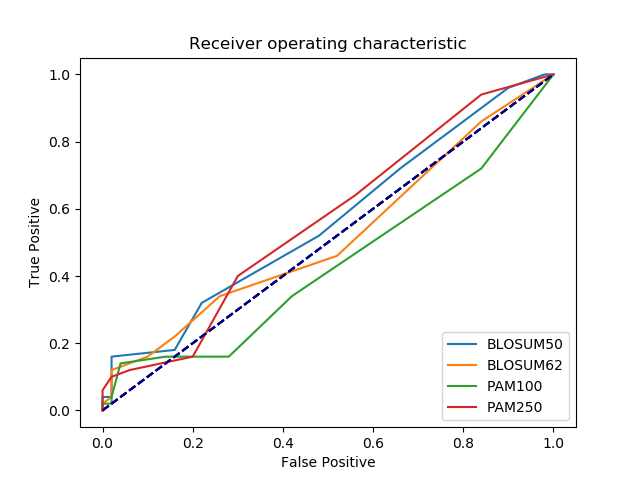 Receiver operating characteristic
True Positive
1.0
0.8
0.6
0.4
0.2
0.0
BLOSUM50
BLOSUM62
PAM100
PAM250
0.0 0.2 0.4 0.6 0.8 1.0
False Positive